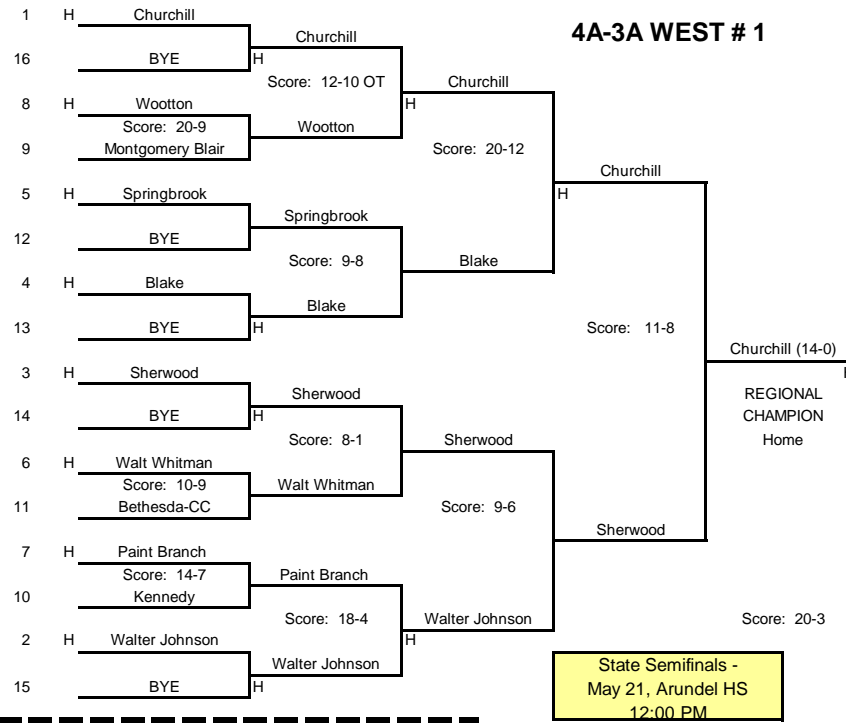 4A-3A WEST # 1
1 H Churchill
Churchill
16 BYE H
Score: 12-10 OT
Churchill
8 H Wootton
H
Score: 20-9
Wootton
9 Montgomery Blair
Score: 20-12
Churchill
5 H Springbrook
H
Springbrook
12 BYE
Score: 9-8
Blake
4 H Blake
Blake
13 BYE H
Score: 11-8
Churchill (14-0)
3 H Sherwood
Sherwood
REGIONAL
CHAMPION
Home
14 BYE H
Score: 8-1
Sherwood
6 H Walt Whitman
Score: 10-9
Walt Whitman
11 Bethesda-CC
Score: 9-6
Sherwood
7 H Paint Branch
Score: 14-7
Paint Branch
10 Kennedy
Score: 18-4
Walter Johnson
Score: 20-3
2 H Walter Johnson
H
Walter Johnson
15 BYE H
State Semifinals -
May 21, Arundel HS
12:00 PM